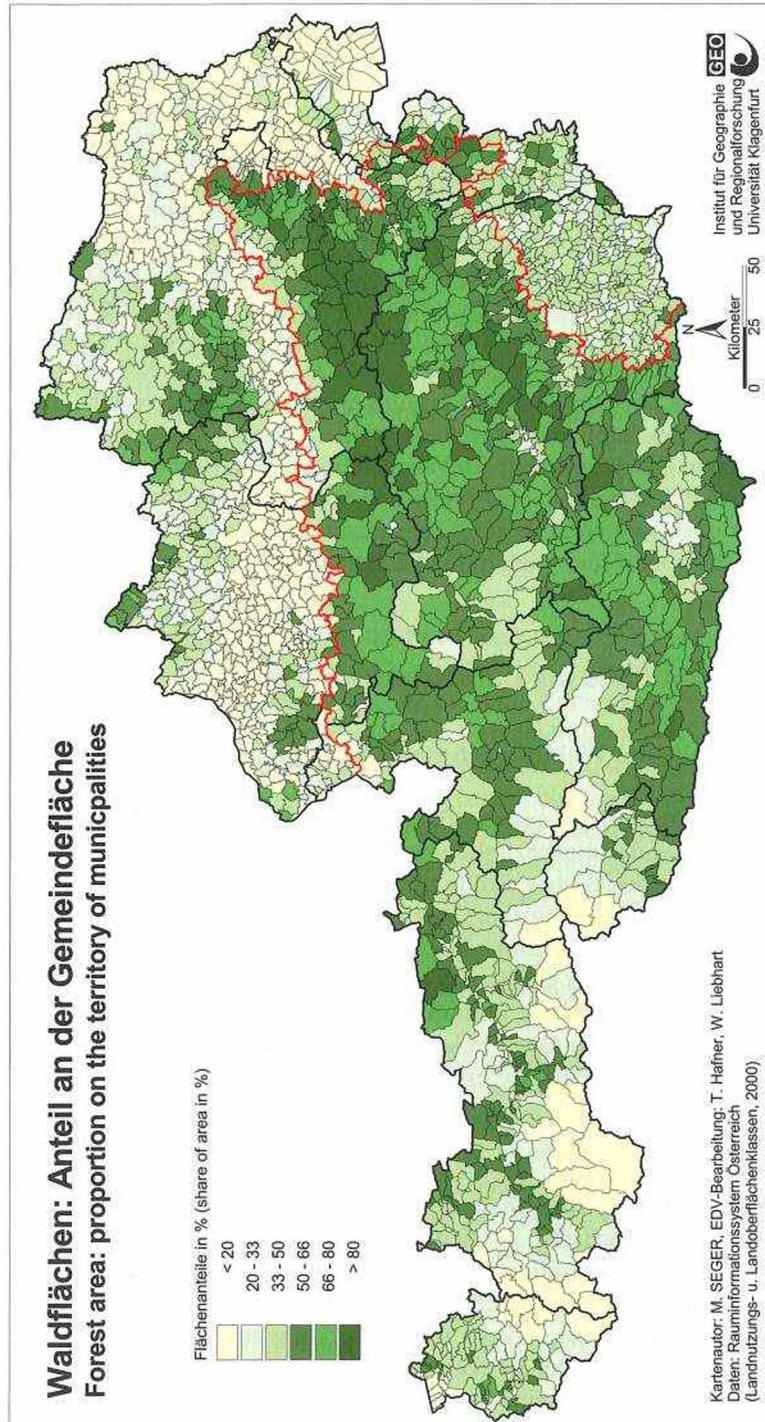 Waldflächen: Anteil an der Gemeindefläche
Forest area: proportion on the territory of municpalities
Flächenanteile in % (share of area in %)
< 20
20 - 33
33 - 50
50 - 66
66 - 80
> 80
Kartenautor: M. SEGER, EDV-Bearbeitung: T. Hafner, W. Liebhart
Daten: Rauminformationssystem Österreich
(Landnutzungs- u. Landoberflächenklassen, 2000)
N
Kilometer
0 25 50
Institut für Geographie
und Regionalforschung
Universität Klagenfurt
GEO